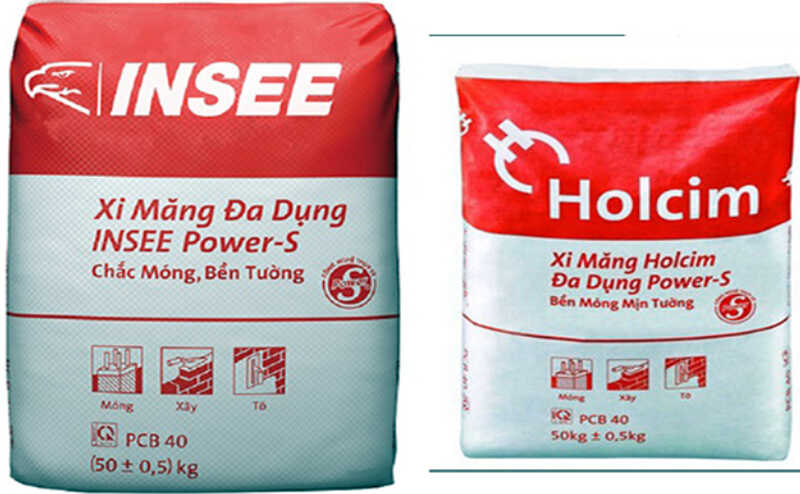 INSEE
Xi Măng Đa Dụng
INSEE Power-S
Chắc Móng, Bền Tường
Móng
Xây
Tô
PCB 40
(50 ± 0,5) kg
Holcim
Xi Măng Holcim
Đa Dụng Power-S
Bền Móng Mịn Tường
Móng
Xây
Tô
PCB 40
50kg ± 0,5kg